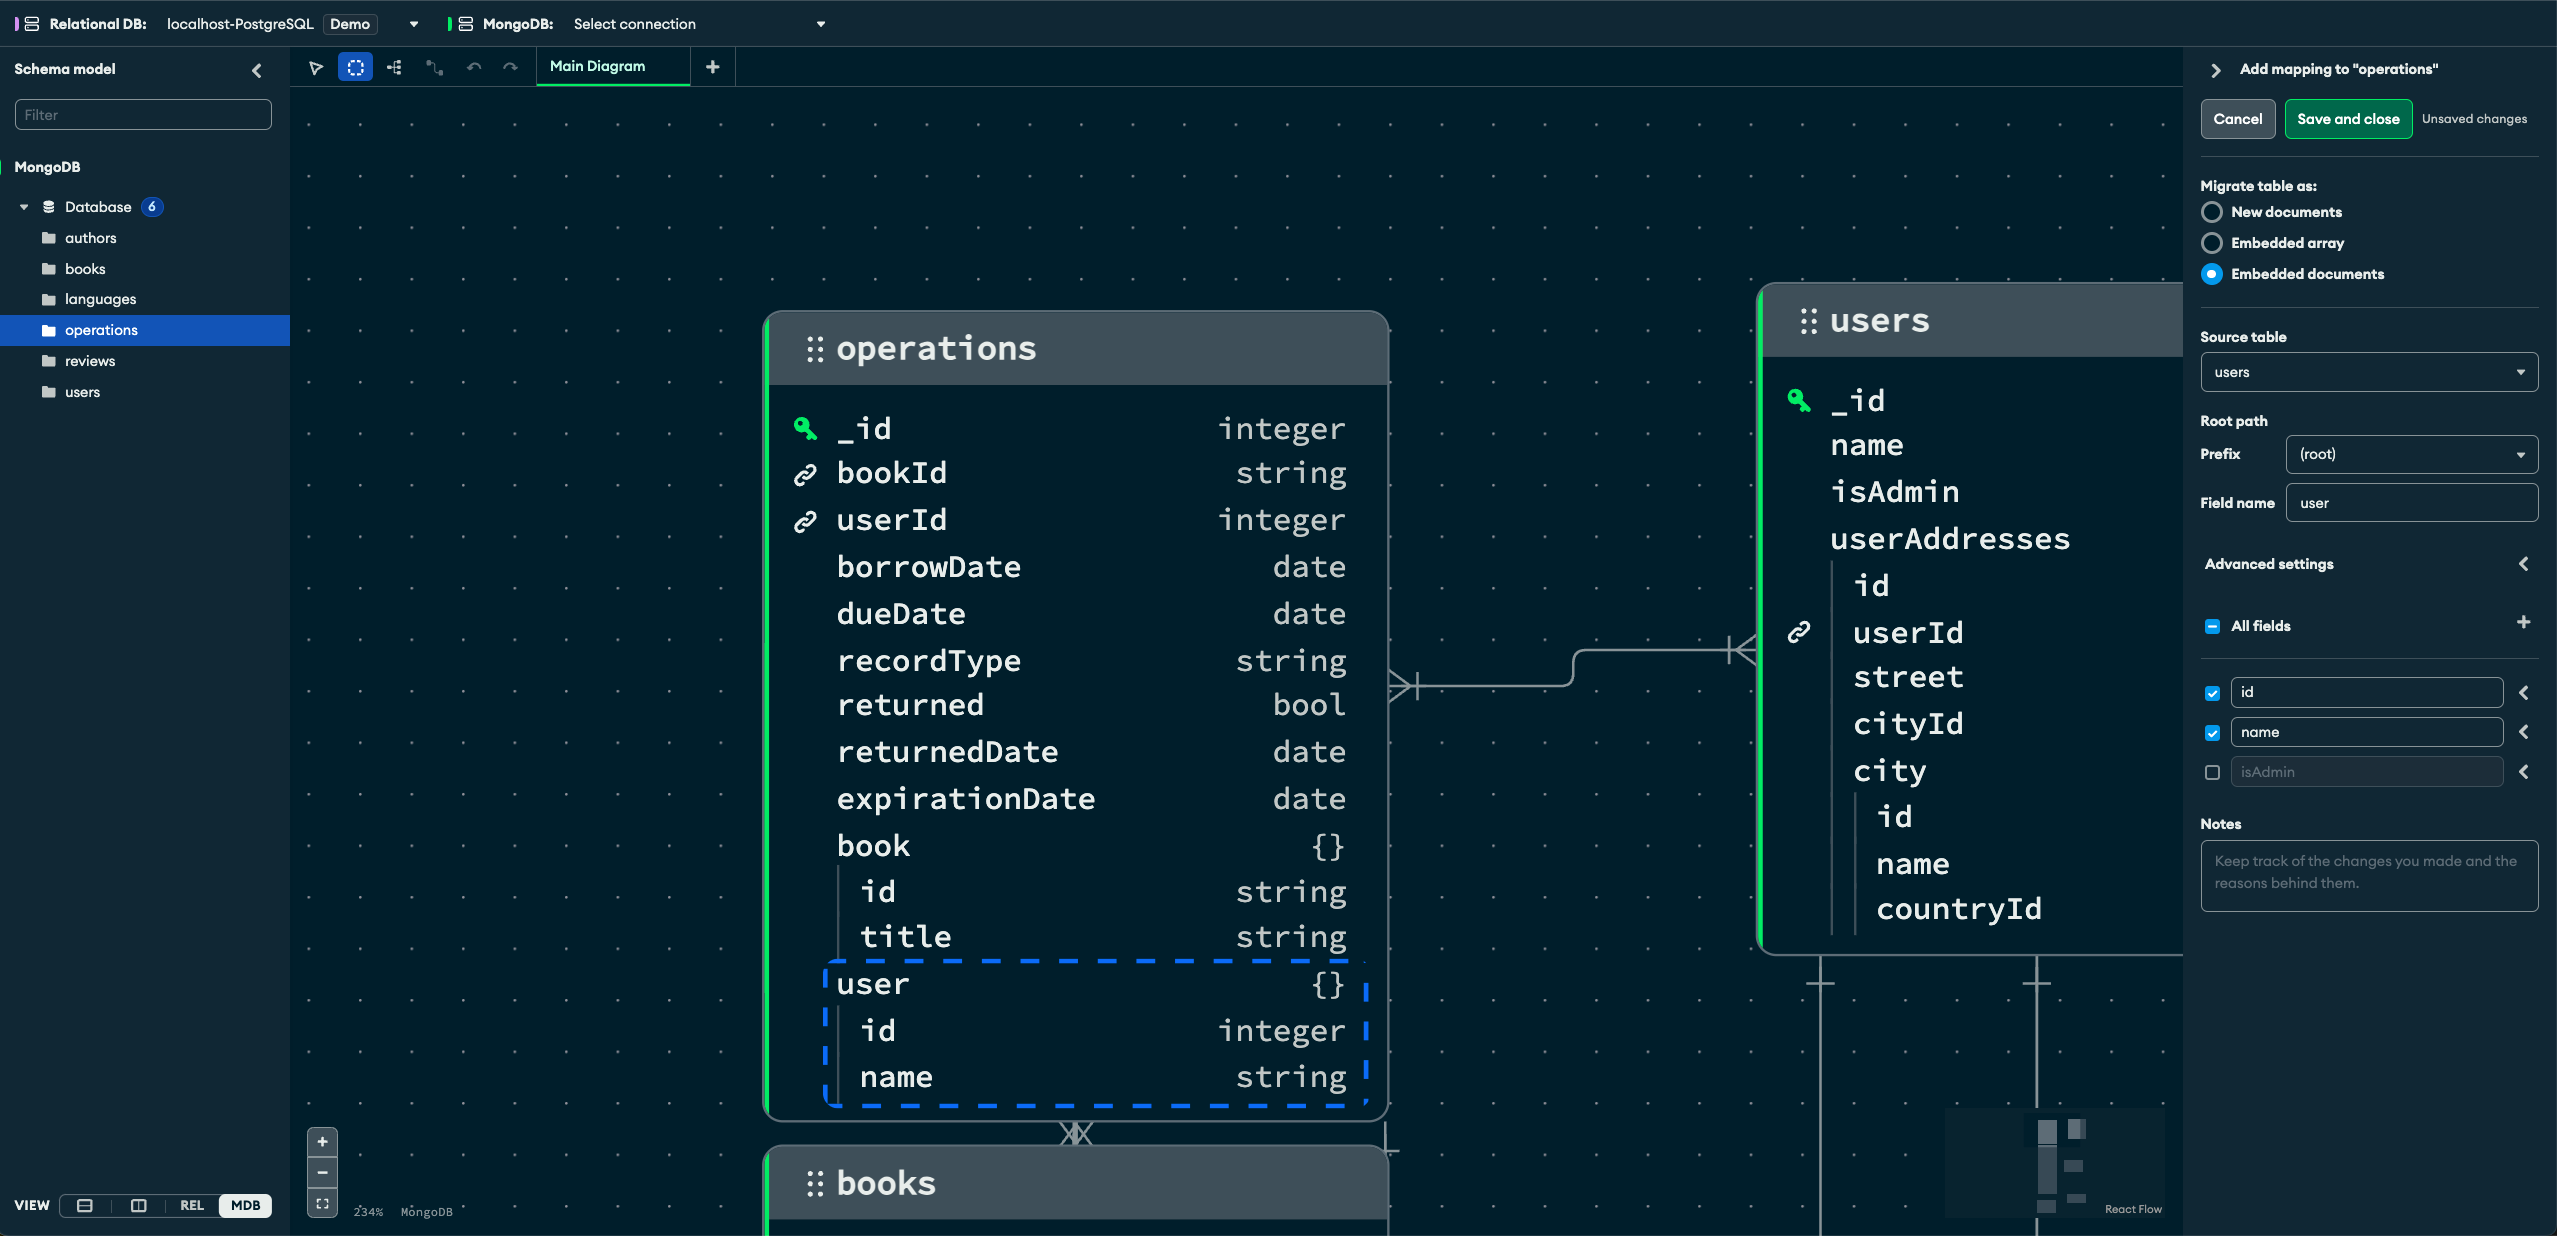 Relational DB: localhost-PostgreSQL Demo
MongoDB: Select connection
Schema model
Filter
MongoDB
Database 6
authors
books
languages
operations
reviews
users
VIEW REL MDB
Main Diagram
operations
_id integer
bookId string
userId integer
borrowDate date
dueDate date
recordType string
returned bool
returnedDate date
expirationDate date
book {}
id string
title string
user {}
id integer
name string
books
users
_id
name
isAdmin
userAddresses
id
userId
street
cityId
city
id
name
countryId
234% MongoDB
React Flow
Add mapping to "operations"
Cancel Save and close Unsaved changes
Migrate table as:
New documents
Embedded array
Embedded documents
Source table
users
Root path
Prefix (root)
Field name user
Advanced settings
All fields
id
name
isAdmin
Notes
Keep track of the changes you made and the
reasons behind them.